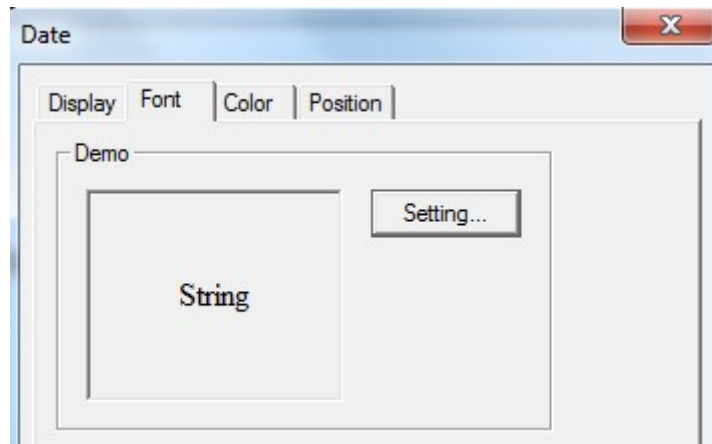 Date
Display Font Color Position
Demo
Setting...
String